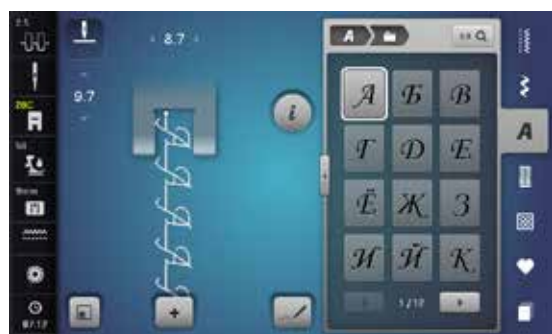 8.7
9.7
A
A
А Б В
Г Д Е
Ё Ж З
И Й К
1/12
i